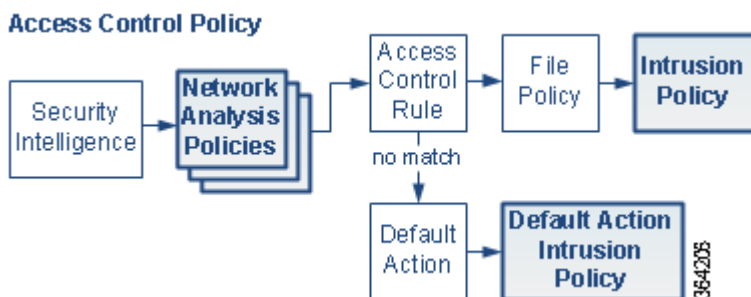 Access Control Policy
Security
Intelligence
Network
Analysis
Policies
Access
Control
Rule
File
Policy
Intrusion
Policy
no match
Default
Action
Default Action
Intrusion
Policy
364206